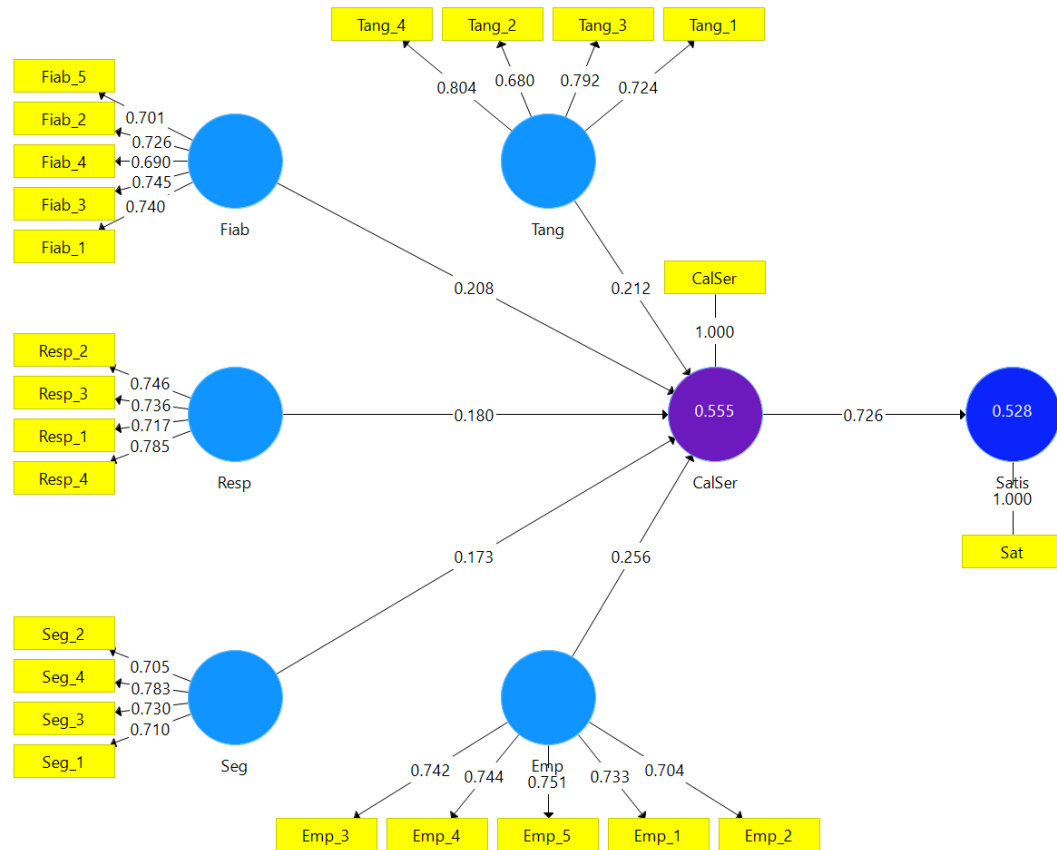 Tang_4
Tang_2
Tang_3
Tang_1
0.804
0.680
0.792
0.724
Tang
Fiab_5
Fiab_2
Fiab_4
Fiab_3
Fiab_1
0.701
0.726
0.690
0.745
0.740
Fiab
0.208
0.212
CalSer
1.000
Resp_2
Resp_3
Resp_1
Resp_4
0.746
0.736
0.717
0.785
Resp
0.180
0.555
CalSer
0.726
0.528
Satis
1.000
Sat
0.173
0.256
Seg_2
Seg_4
Seg_3
Seg_1
0.705
0.783
0.730
0.710
Seg
Emp
0.742
0.744
0.751
0.733
0.704
Emp_3
Emp_4
Emp_5
Emp_1
Emp_2